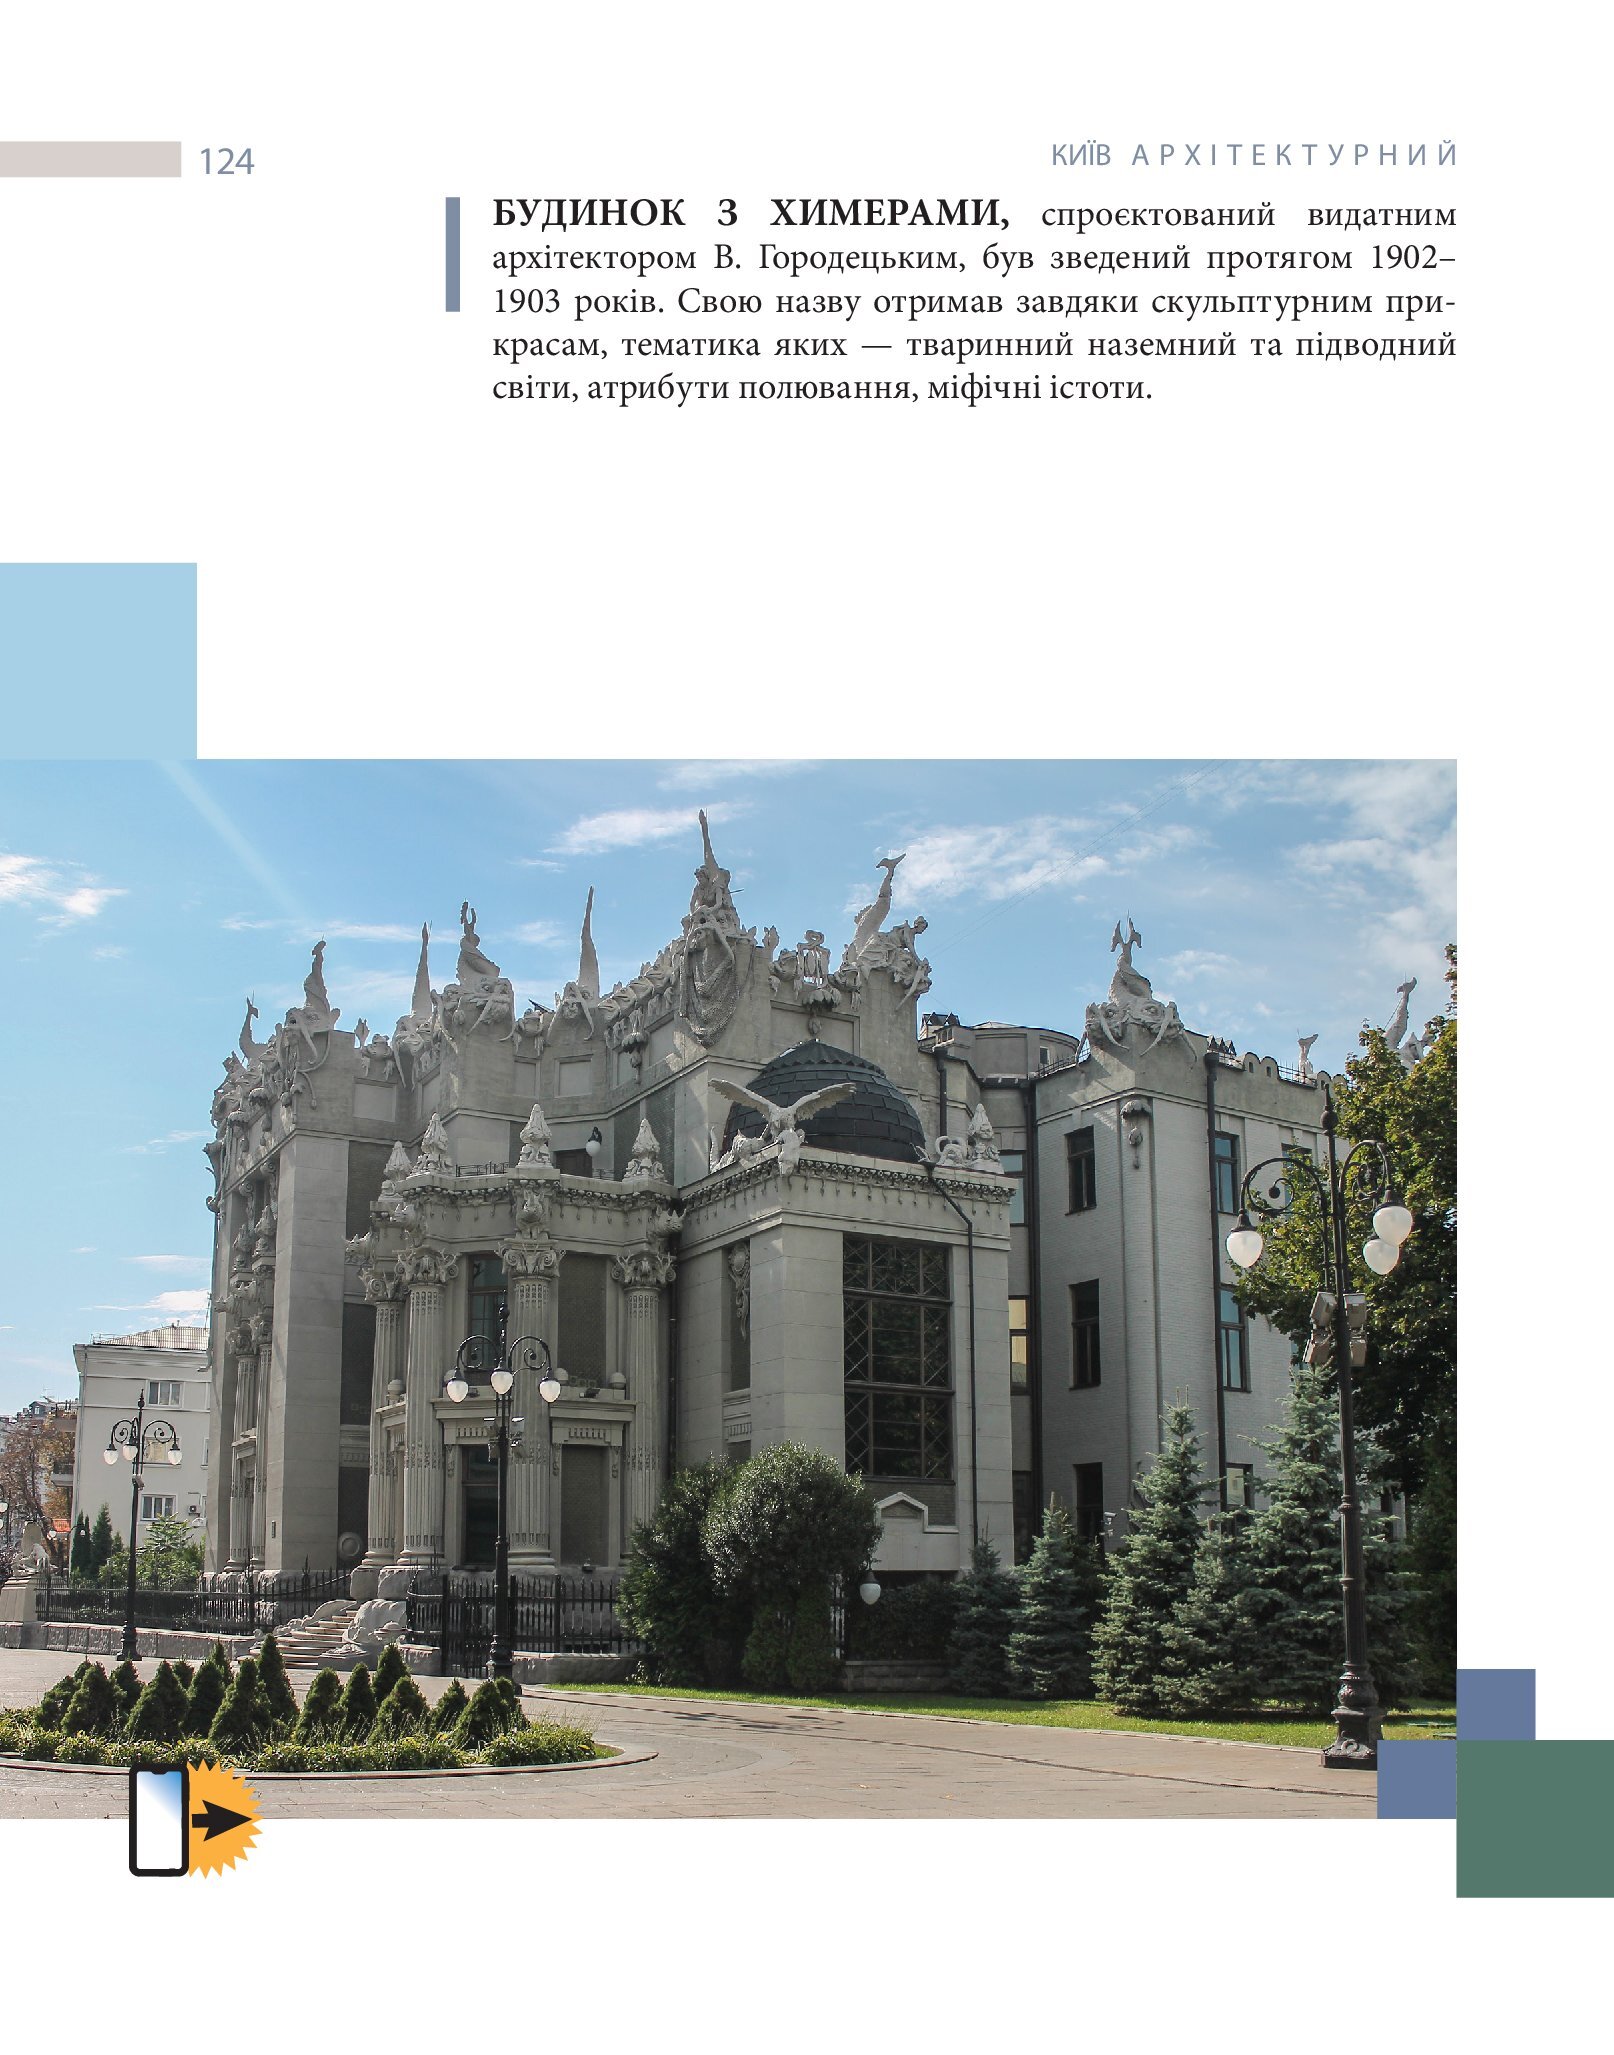 124
КИЇВ АРХІТЕКТУРНИЙ
БУДИНОК З ХИМЕРАМИ, спроєктований видатним
архітектором В. Городецьким, був зведений протягом 1902–
1903 років. Свою назву отримав завдяки скульптурним при-
красам, тематика яких — тваринний наземний та підводний
світи, атрибути полювання, міфічні істоти.